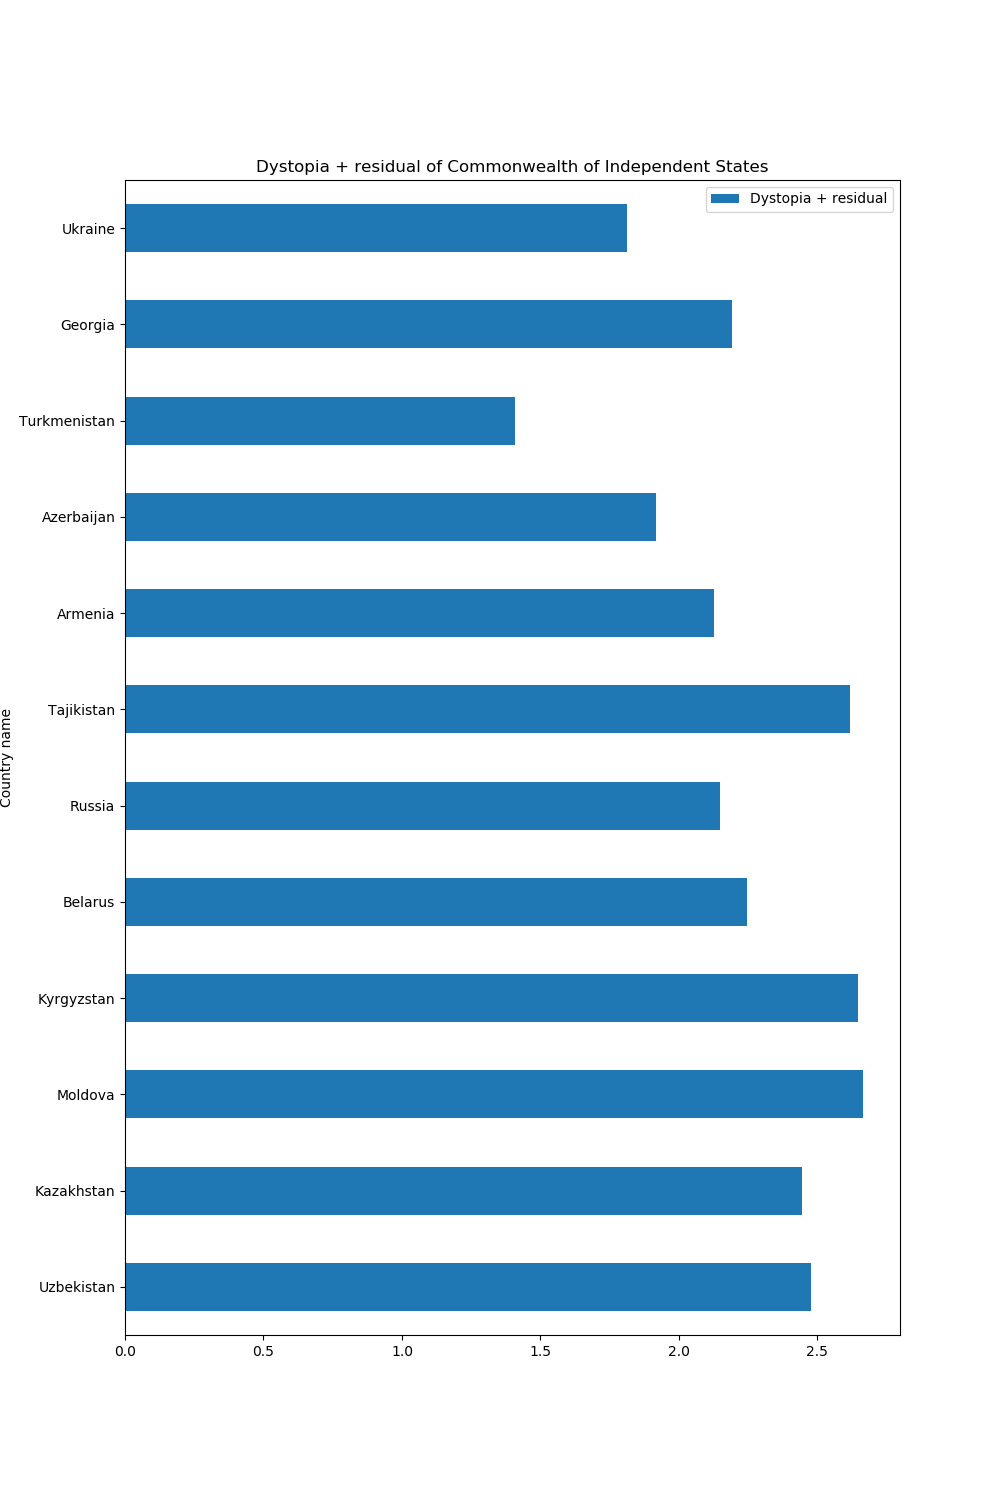 Dystopia + residual of Commonwealth of Independent States
Dystopia + residual
Ukraine
Georgia
Turkmenistan
Azerbaijan
Armenia
Tajikistan
Russia
Belarus
Kyrgyzstan
Moldova
Kazakhstan
Uzbekistan
Country name
0.0 0.5 1.0 1.5 2.0 2.5